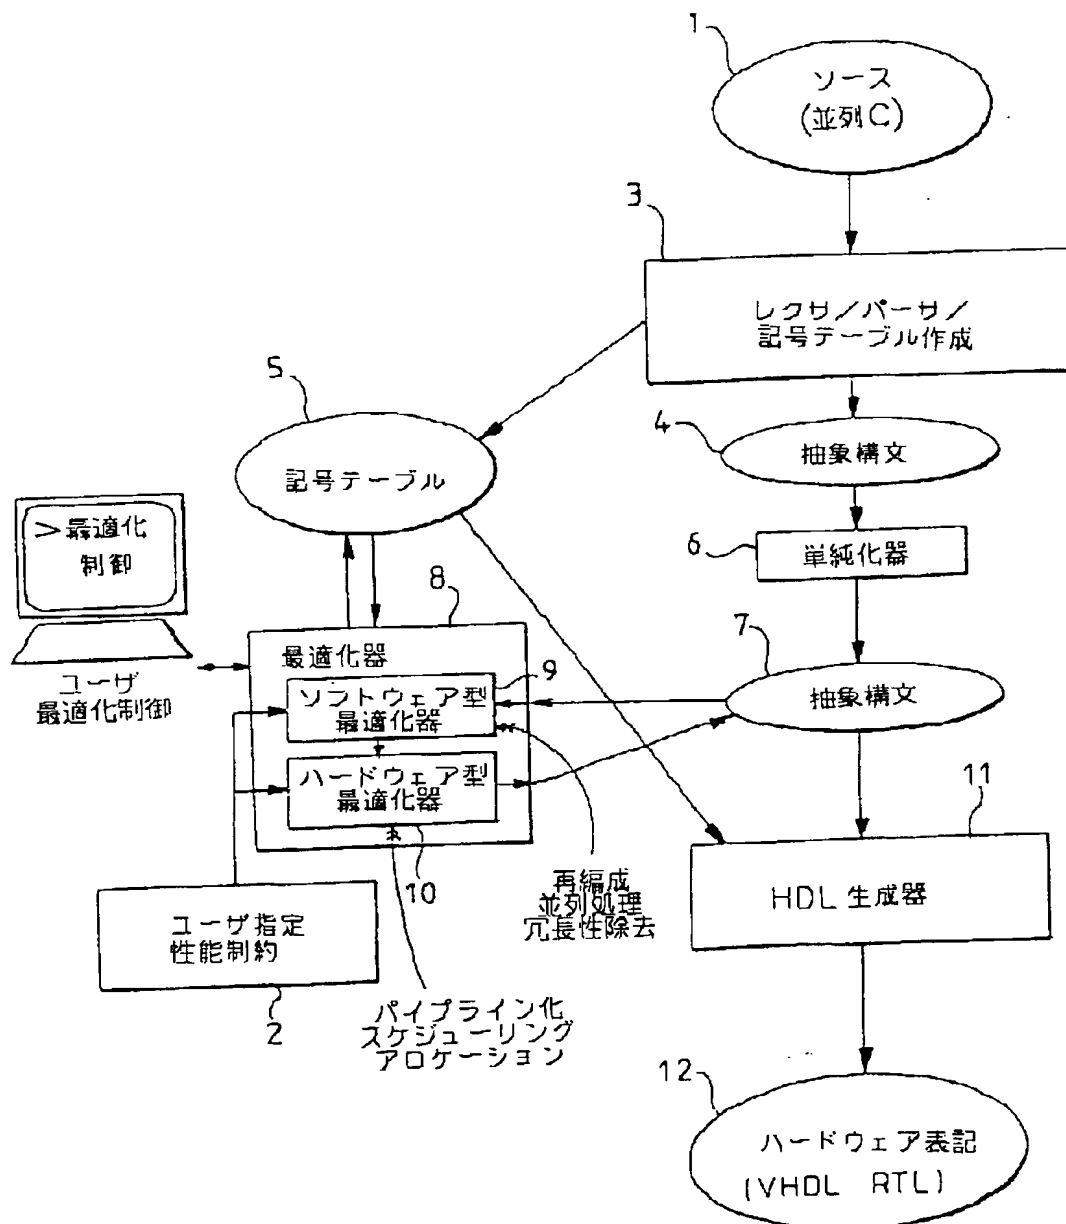 1
ソース
(並列C)
3
レクサ／パーサ／
記号テーブル作成
5
記号テーブル
4
抽象構文
＞最適化
制御
6
単純化器
8
7
最適化器
9
ユーザ
最適化制御
ソフトウェア型
最適化器
抽象構文
ハードウェア型
最適化器
11
10
再編成
並列処理
冗長性除去
HDL 生成器
ユーザ指定
性能制約
2
パイプライン化
スケジューリング
アロケーション
12
ハードウェア表記
(VHDL RTL)